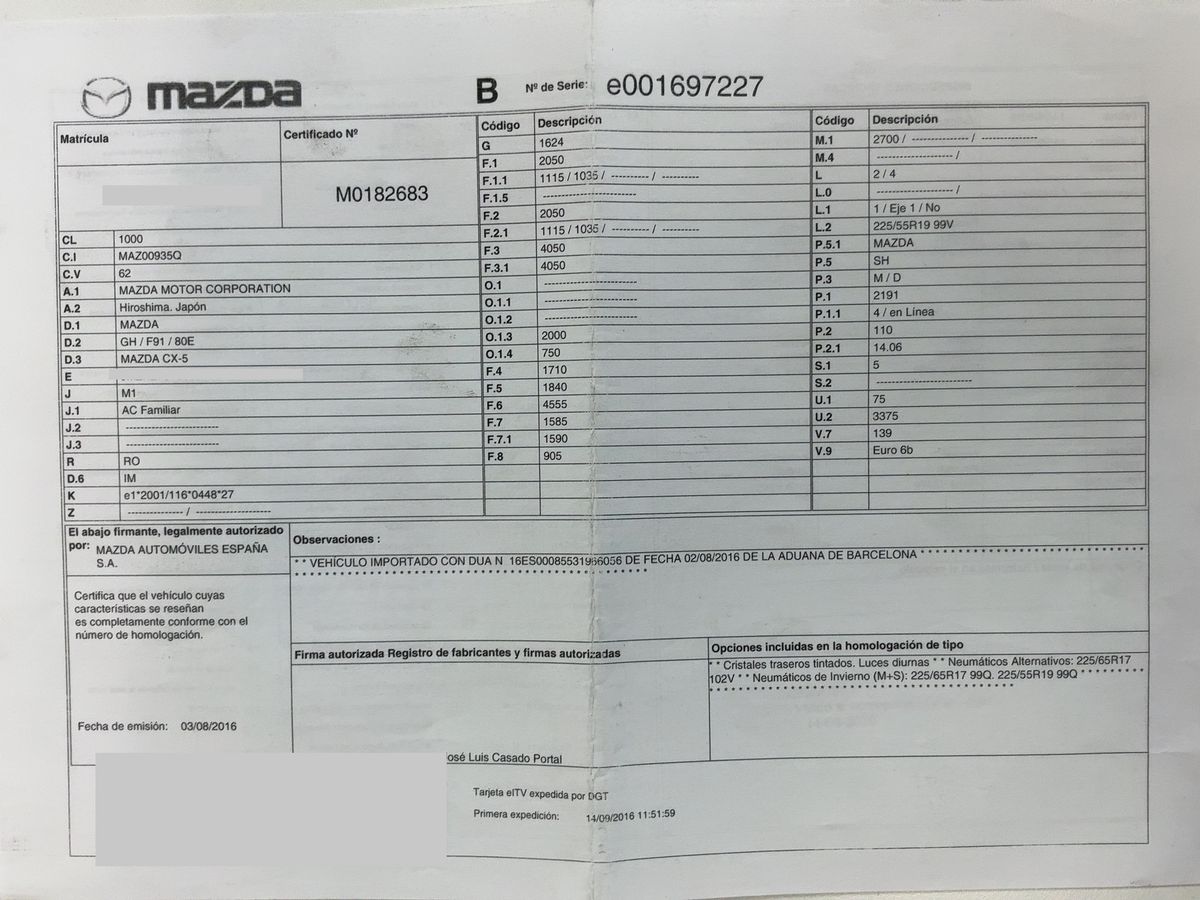 mazda
B Nº de Serie: e001697227
Matrícula
Certificado Nº
M0182683
CL 1000
C.I MAZ00935Q
C.V 62
A.1 MAZDA MOTOR CORPORATION
A.2 Hiroshima. Japón
D.1 MAZDA
D.2 GH / F91 / 80E
D.3 MAZDA CX-5
E
J M1
J.1 AC Familiar
J.2 -------------------------
J.3 -------------------------
R RO
D.6 IM
K e1*2001/116*0448*27
Z --------------- / --------------------
Código Descripción
G 1624
F.1 2050
F.1.1 1115 / 1035 / ---------- / ----------
F.1.5 -------------------------
F.2 2050
F.2.1 1115 / 1035 / ---------- / ----------
F.3 4050
F.3.1 4050
O.1 -------------------------
O.1.1 -------------------------
O.1.2 -------------------------
O.1.3 2000
O.1.4 750
F.4 1710
F.5 1840
F.6 4555
F.7 1585
F.7.1 1590
F.8 905
Código Descripción
M.1 2700 / --------------- / ---------------
M.4 -------------------- /
L 2 / 4
L.0 -------------------- /
L.1 1 / Eje 1 / No
L.2 225/55R19 99V
P.5.1 MAZDA
P.5 SH
P.3 M / D
P.1 2191
P.1.1 4 / en Línea
P.2 110
P.2.1 14.06
S.1 5
S.2 -------------------------
U.1 75
U.2 3375
V.7 139
V.9 Euro 6b
El abajo firmante, legalmente autorizado
por: MAZDA AUTOMÓVILES ESPAÑA
S.A.
Certifica que el vehículo cuyas
características se reseñan
es completamente conforme con el
número de homologación.
Fecha de emisión: 03/08/2016
Observaciones :
* * VEHÍCULO IMPORTADO CON DUA N 16ES00085531966056 DE FECHA 02/08/2016 DE LA ADUANA DE BARCELONA * * * * * * * * * * * * * * * * * * * * * * * * * * * * * *
* * * * * * * * * * * * * * * * * * * * * * * * * * * * * * * * * * * * * * * * * * * * * * *
Firma autorizada Registro de fabricantes y firmas autorizadas
osé Luis Casado Portal
Opciones incluidas en la homologación de tipo
* * Cristales traseros tintados. Luces diurnas * * Neumáticos Alternativos: 225/65R17
102V * * Neumáticos de Invierno (M+S): 225/65R17 99Q. 225/55R19 99Q * * * * * * * * *
* * * * * * * * * * * * * * * * * * * * * * * * * * * * * * * * * * * * * * * *
Tarjeta eITV expedida por DGT
Primera expedición: 14/09/2016 11:51:59